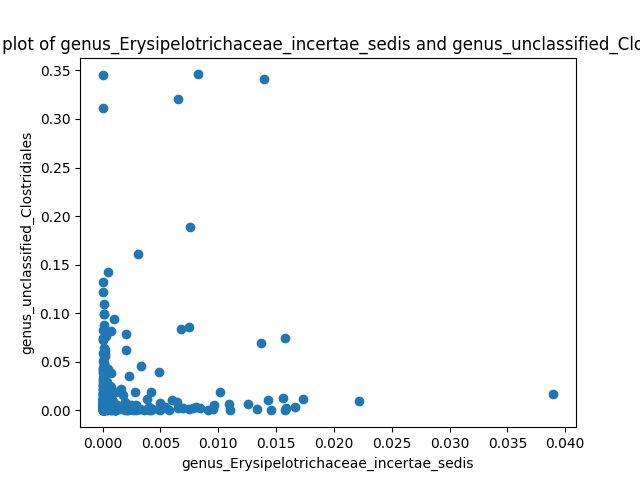 plot of genus_Erysipelotrichaceae_incertae_sedis and genus_unclassified_Clo
0.35
0.30
0.25
0.20
0.15
0.10
0.05
0.00
genus_unclassified_Clostridiales
0.000 0.005 0.010 0.015 0.020 0.025 0.030 0.035 0.040
genus_Erysipelotrichaceae_incertae_sedis